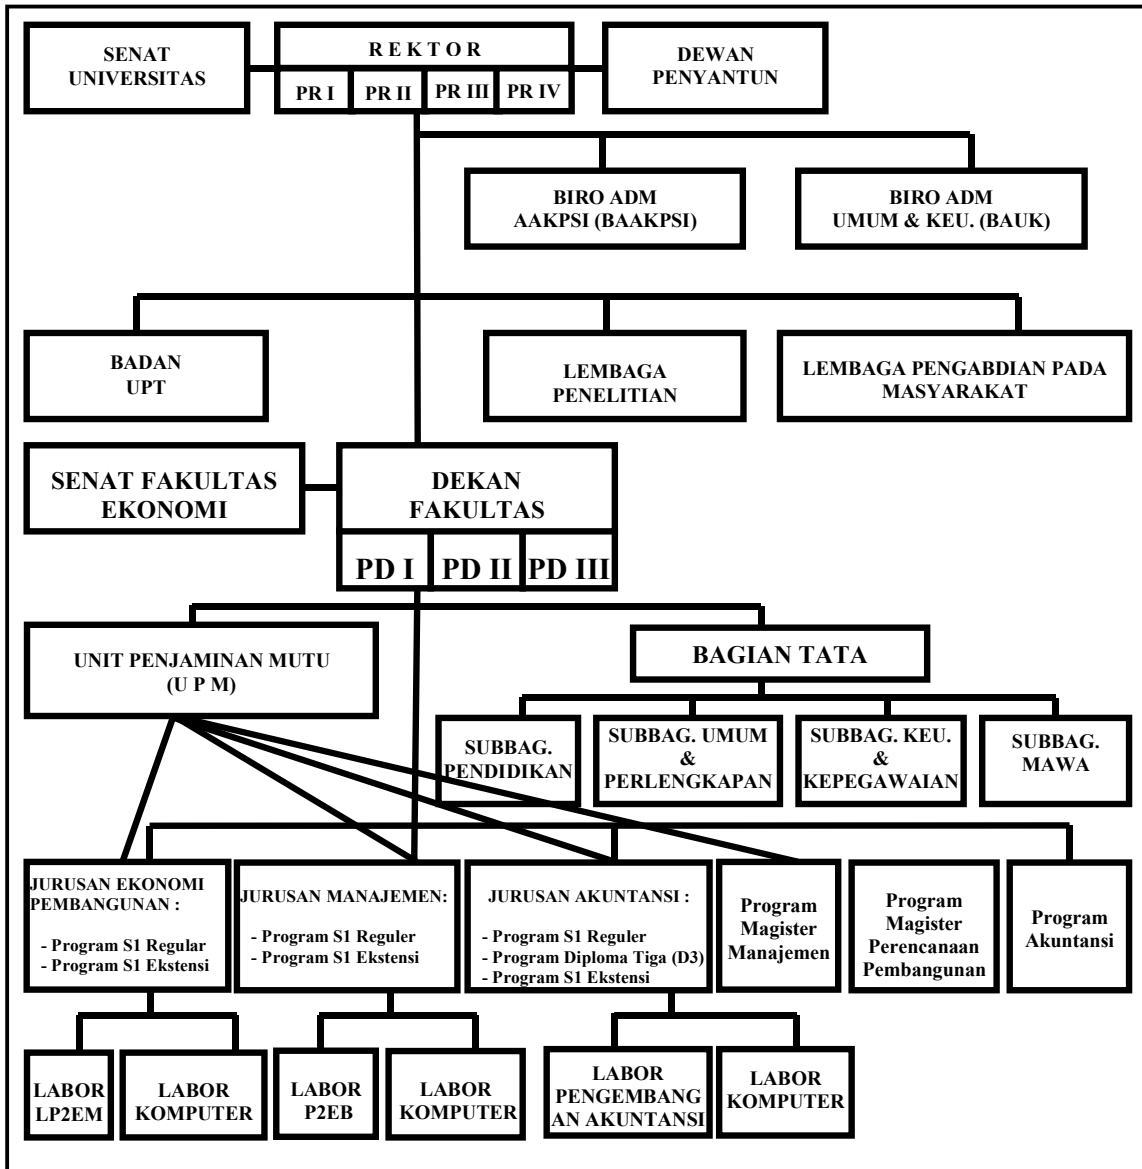 SENAT
UNIVERSITAS
R E K T O R
PR I
PR II
PR III
PR IV
DEWAN
PENYANTUN
BIRO ADM
AAKPSI (BAAKPSI)
BIRO ADM
UMUM & KEU. (BAUK)
BADAN
UPT
LEMBAGA
PENELITIAN
LEMBAGA PENGABDIAN PADA
MASYARAKAT
SENAT FAKULTAS
EKONOMI
DEKAN
FAKULTAS
PD I
PD II
PD III
UNIT PENJAMINAN MUTU
(U P M)
BAGIAN TATA
SUBBAG.
PENDIDIKAN
SUBBAG. UMUM
&
PERLENGKAPAN
SUBBAG. KEU.
&
KEPEGAWAIAN
SUBBAG.
MAWA
JURUSAN EKONOMI
PEMBANGUNAN :
- Program S1 Regular
- Program S1 Ekstensi
JURUSAN MANAJEMEN:
- Program S1 Reguler
- Program S1 Ekstensi
JURUSAN AKUNTANSI :
- Program S1 Reguler
- Program Diploma Tiga (D3)
- Program S1 Ekstensi
Program
Magister
Manajemen
Program
Magister
Perencanaan
Pembangunan
Program
Akuntansi
LABOR
LP2EM
LABOR
KOMPUTER
LABOR
P2EB
LABOR
KOMPUTER
LABOR
PENGEMBANG
AN AKUNTANSI
LABOR
KOMPUTER